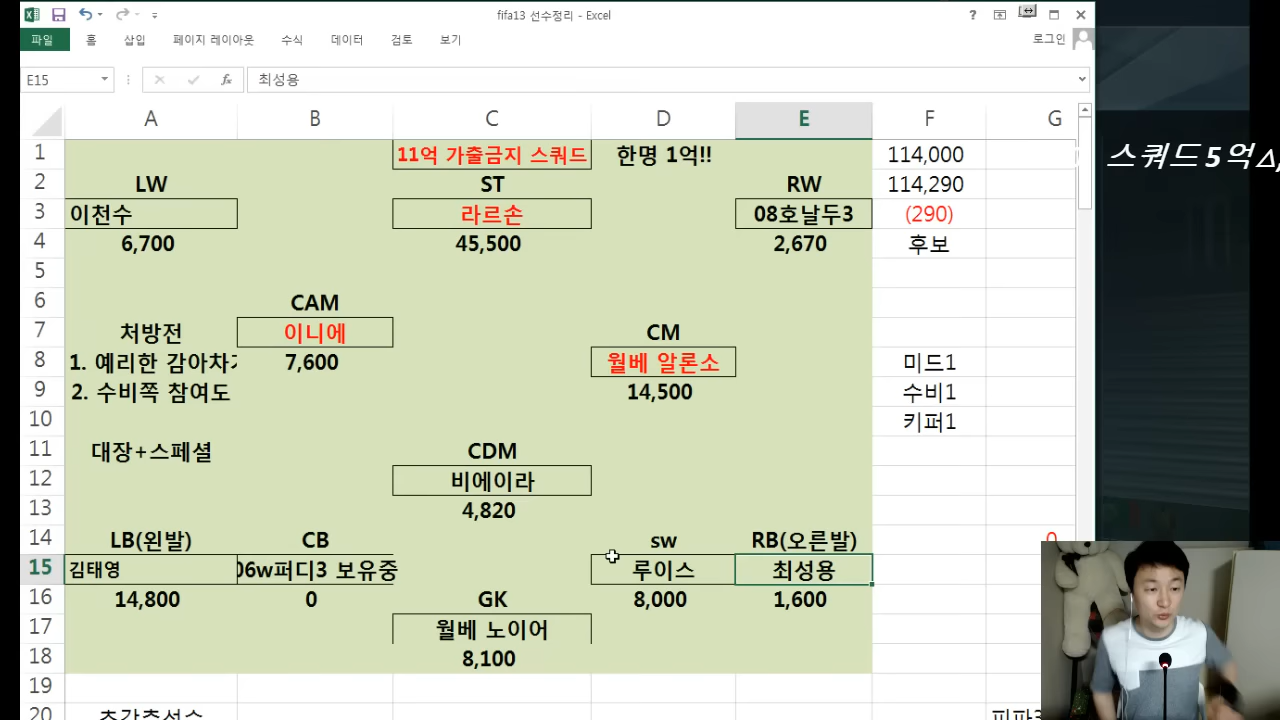 fifa13 선수정리 - Excel
파일 홈 삽입 페이지 레이아웃 수식 데이터 검토 보기 로그인
E15 fx 최성용
A B C D E F G
1 11억 가출금지 스쿼드 한명 1억!! 114,000
스쿼드 5억
2 LW ST RW 114,290
3 이천수 라르손 08호날두3 (290)
4 6,700 45,500 2,670 후보
5
6 CAM
7 처방전 이니에 CM
8 1. 예리한 감아차기 7,600 월베 알론소 미드1
9 2. 수비쪽 참여도 14,500 수비1
10 키퍼1
11 대장+스페셜 CDM
12 비에이라
13 4,820
14 LB(왼발) CB sw RB(오른발) 0
15 김태영 06w퍼디3 보유중 루이스 최성용
16 14,800 0 GK 8,000 1,600
17 월베 노이어
18 8,100
19
20